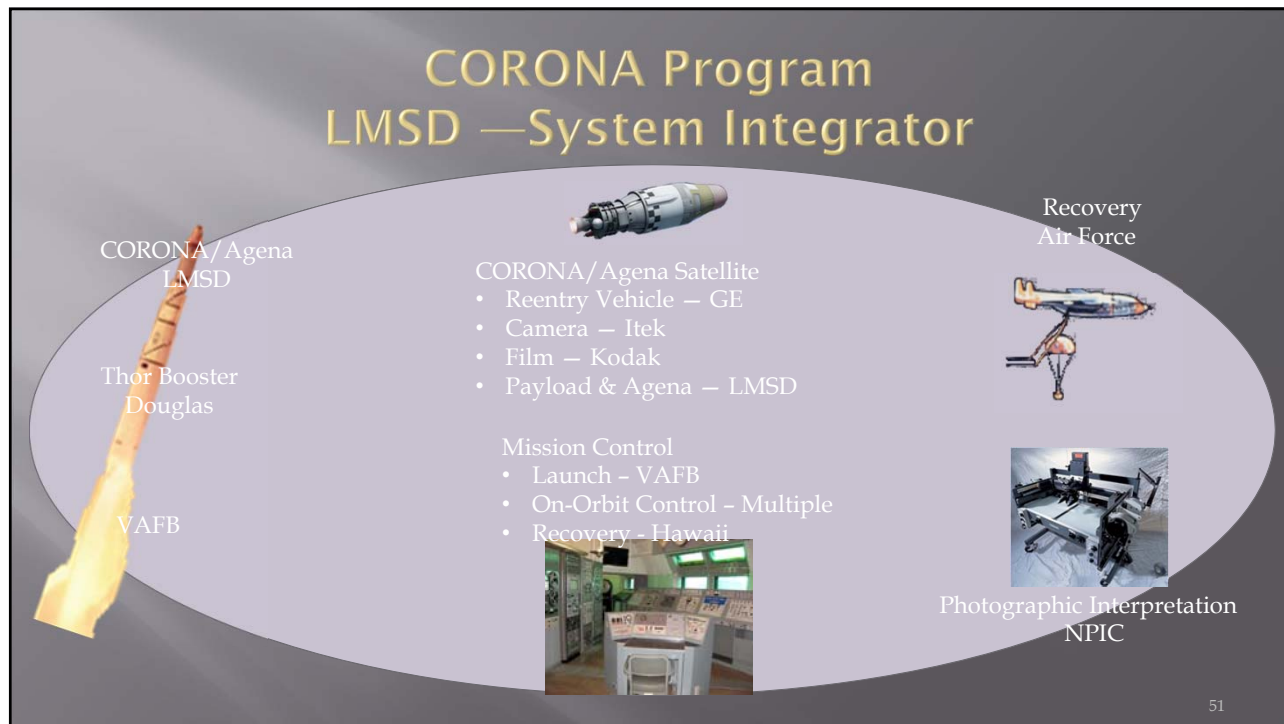 CORONA Program
LMSD —System Integrator
CORONA/Agena
LMSD
Thor Booster
Douglas
VAFB
CORONA/Agena Satellite
• Reentry Vehicle — GE
• Camera — Itek
• Film — Kodak
• Payload & Agena — LMSD
Mission Control
• Launch – VAFB
• On-Orbit Control – Multiple
• Recovery - Hawaii
Recovery
Air Force
Photographic Interpretation
NPIC
51